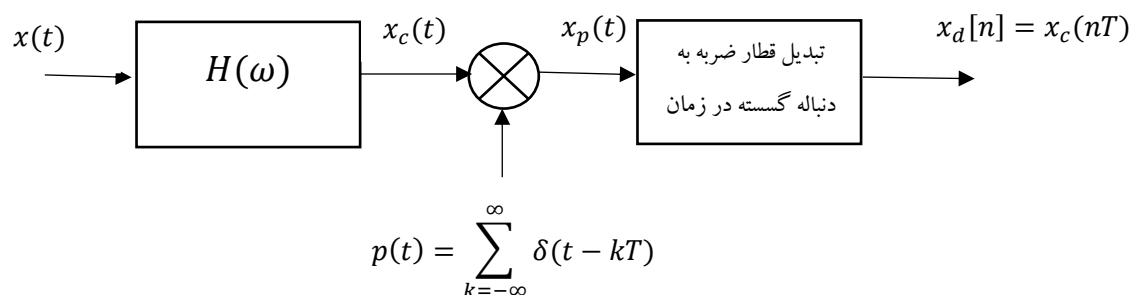 x(t)
H(ω)
x_c(t)
x_p(t)
تبدیل قطار ضربه به
دنباله گسسته در زمان
x_d[n] = x_c(nT)
p(t) = ∑_{k=-∞}^{∞} δ(t − kT)